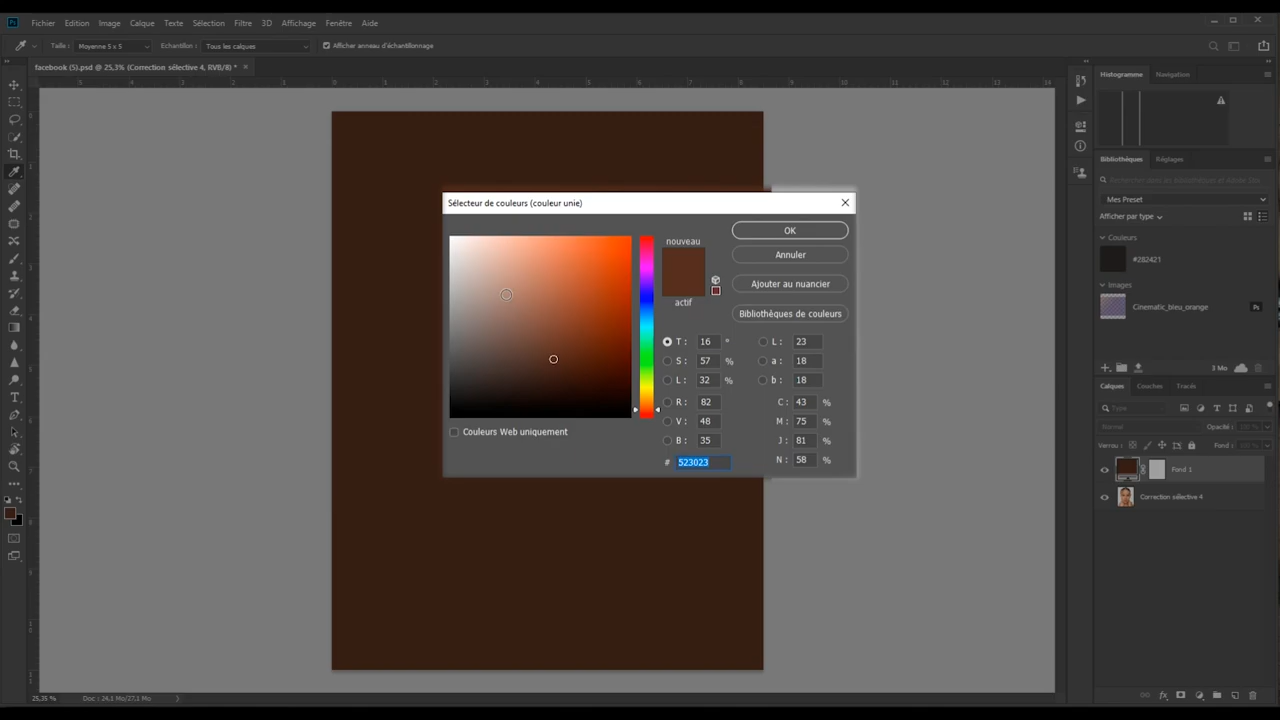 Ps Fichier Edition Image Calque Texte Sélection Filtre 3D Affichage Fenêtre Aide
Taille : Moyenne 5 x 5 Echantillon : Tous les calques Afficher anneau d'échantillonnage
facebook (5).psd @ 25,3% (Correction sélective 4, RVB/8) * ×
Histogramme Navigation
Bibliothèques Réglages
Mes Preset
Afficher par type
Couleurs
#282421
Images
Cinematic_bleu_orange Ps
3 Mo
Calques Couches Tracés
Type
Normal Opacité :
Verrou : Fond :
Fond 1
Correction sélective 4
Sélecteur de couleurs (couleur unie)
nouveau
actif
OK
Annuler
Ajouter au nuancier
Bibliothèques de couleurs
T : 16 ° L : 23
S : 57 % a : 18
L : 32 % b : 18
R : 82 C : 43 %
V : 48 M : 75 %
B : 35 J : 81 %
# 523023 N : 58 %
Couleurs Web uniquement
25,35 % Doc : 24,1 Mo/27,1 Mo